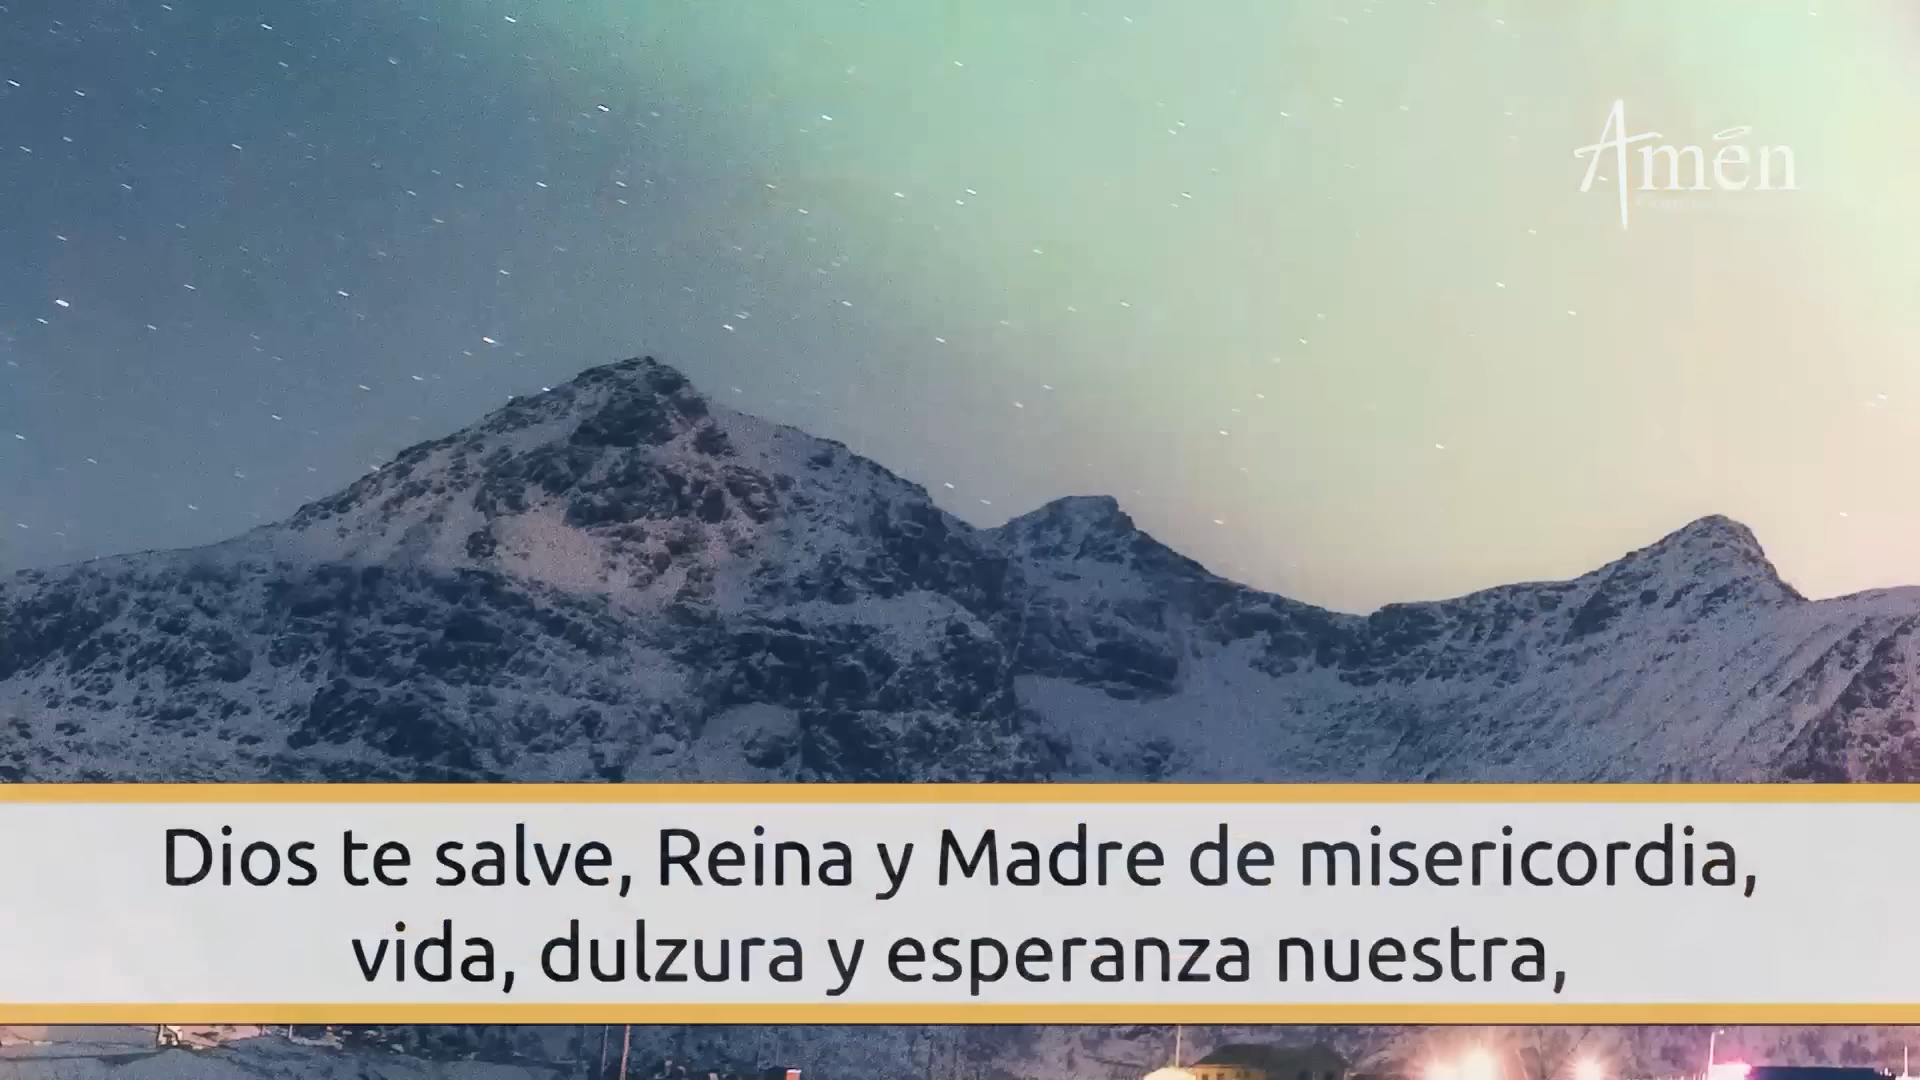 Amén
Dios te salve, Reina y Madre de misericordia,
vida, dulzura y esperanza nuestra,